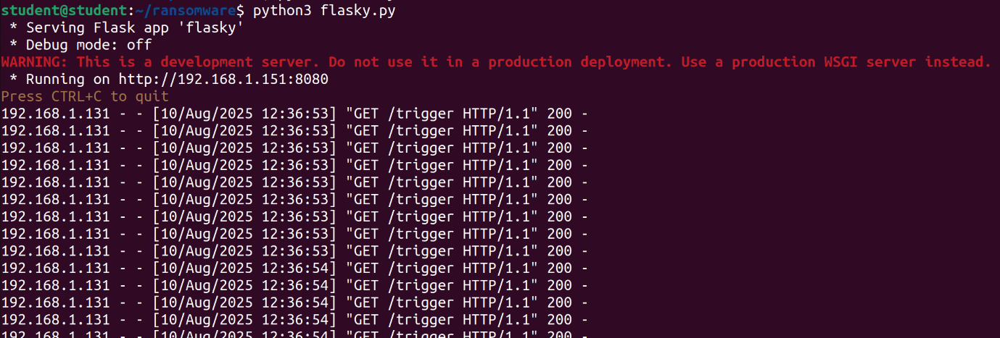 student@student:~/ransomware$ python3 flasky.py
 * Serving Flask app 'flasky'
 * Debug mode: off
WARNING: This is a development server. Do not use it in a production deployment. Use a production WSGI server instead.
 * Running on http://192.168.1.151:8080
Press CTRL+C to quit
192.168.1.131 - - [10/Aug/2025 12:36:53] "GET /trigger HTTP/1.1" 200 -
192.168.1.131 - - [10/Aug/2025 12:36:53] "GET /trigger HTTP/1.1" 200 -
192.168.1.131 - - [10/Aug/2025 12:36:53] "GET /trigger HTTP/1.1" 200 -
192.168.1.131 - - [10/Aug/2025 12:36:53] "GET /trigger HTTP/1.1" 200 -
192.168.1.131 - - [10/Aug/2025 12:36:53] "GET /trigger HTTP/1.1" 200 -
192.168.1.131 - - [10/Aug/2025 12:36:53] "GET /trigger HTTP/1.1" 200 -
192.168.1.131 - - [10/Aug/2025 12:36:53] "GET /trigger HTTP/1.1" 200 -
192.168.1.131 - - [10/Aug/2025 12:36:53] "GET /trigger HTTP/1.1" 200 -
192.168.1.131 - - [10/Aug/2025 12:36:53] "GET /trigger HTTP/1.1" 200 -
192.168.1.131 - - [10/Aug/2025 12:36:54] "GET /trigger HTTP/1.1" 200 -
192.168.1.131 - - [10/Aug/2025 12:36:54] "GET /trigger HTTP/1.1" 200 -
192.168.1.131 - - [10/Aug/2025 12:36:54] "GET /trigger HTTP/1.1" 200 -
192.168.1.131 - - [10/Aug/2025 12:36:54] "GET /trigger HTTP/1.1" 200 -
192.168.1.131 - - [10/Aug/2025 12:36:54] "GET /trigger HTTP/1.1" 200 -